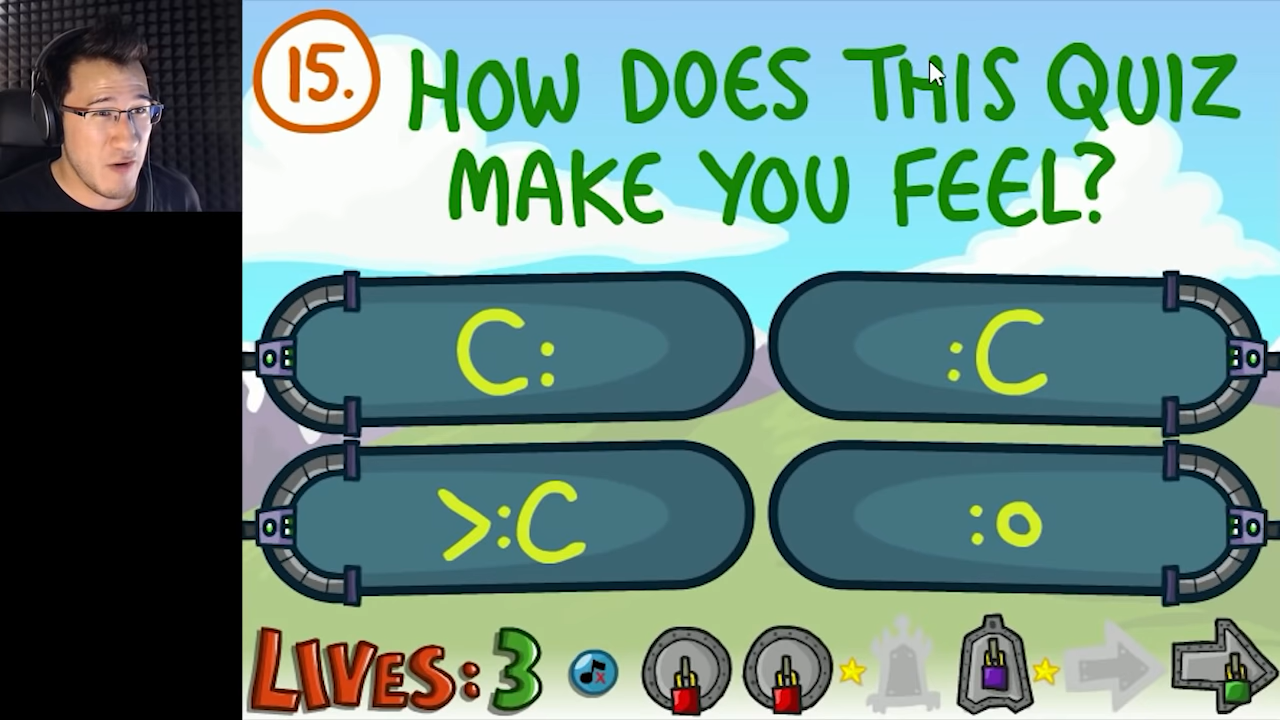 15.
HOW DOES THIS QUIZ
MAKE YOU FEEL?
C:
:C
>:C
:o
LIVES: 3